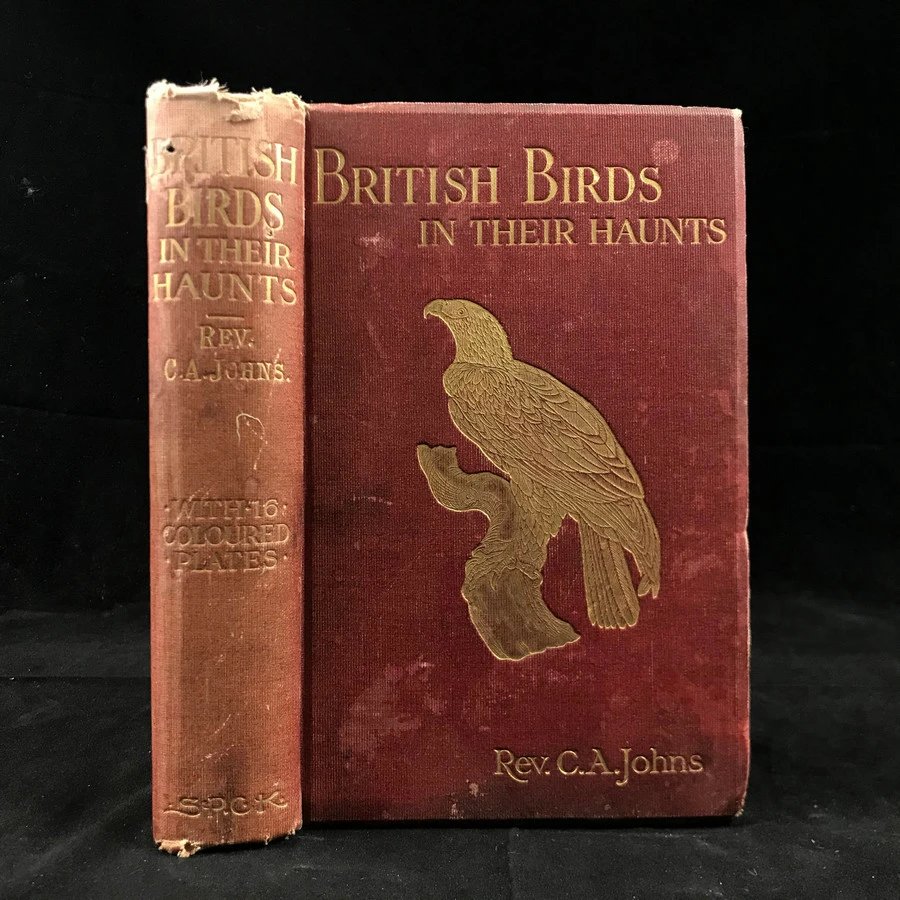 BRITISH
BIRDS
IN THEIR
HAUNTS
REV.
C.A. JOHNS.
·WITH·16·
COLOURED
·PLATES·
S·P·C·K
BRITISH BIRDS
IN THEIR HAUNTS
Rev. C.A. Johns